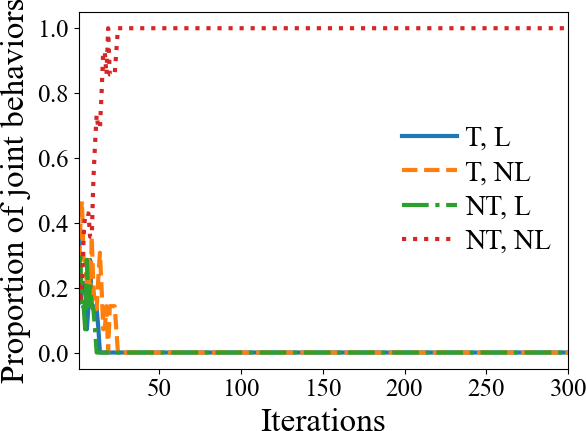 Proportion of joint behaviors
1.0
0.8
0.6
0.4
0.2
0.0
T, L
T, NL
NT, L
NT, NL
50 100 150 200 250 300
Iterations